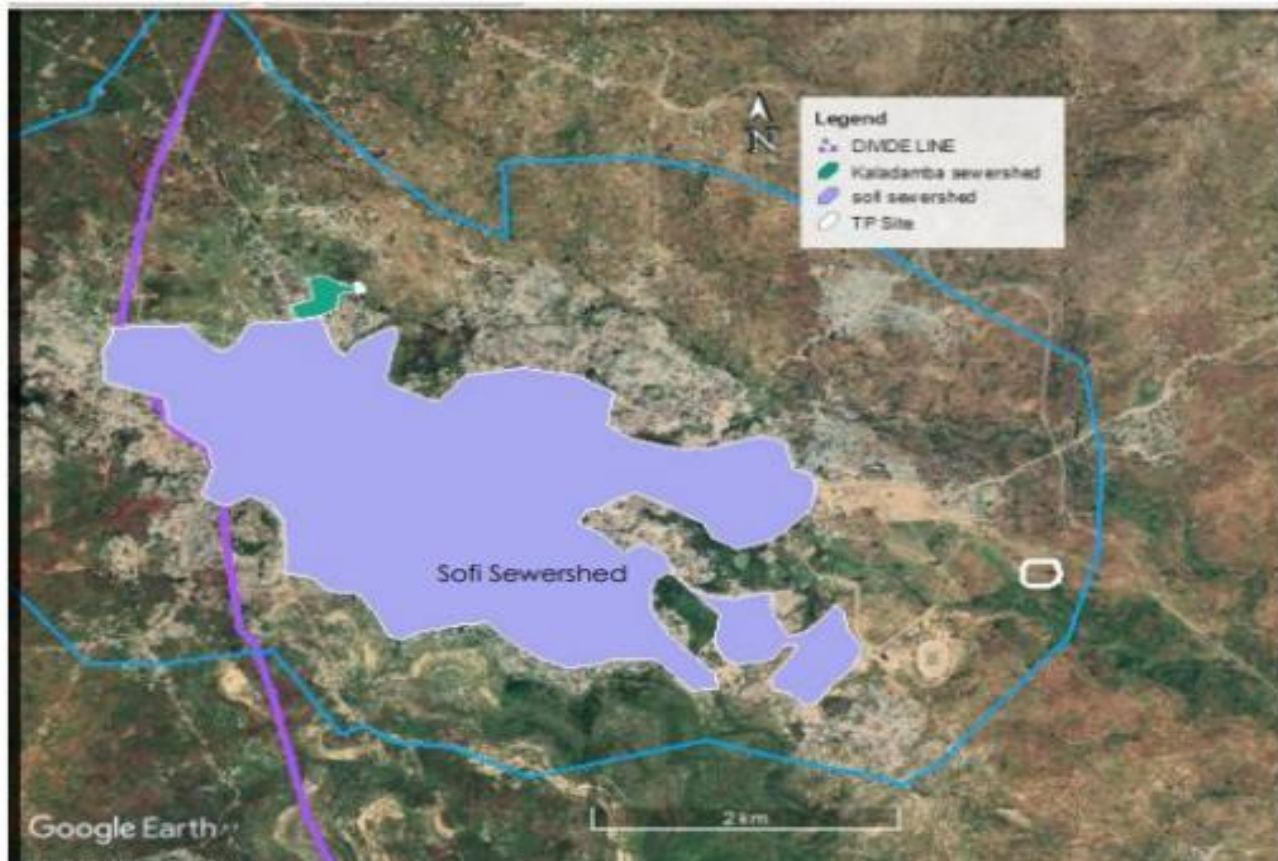 N
Legend
DIVIDE LINE
Kaladamba sewershed
sofi sewershed
TP Site
Sofi Sewershed
2 km
Google Earth